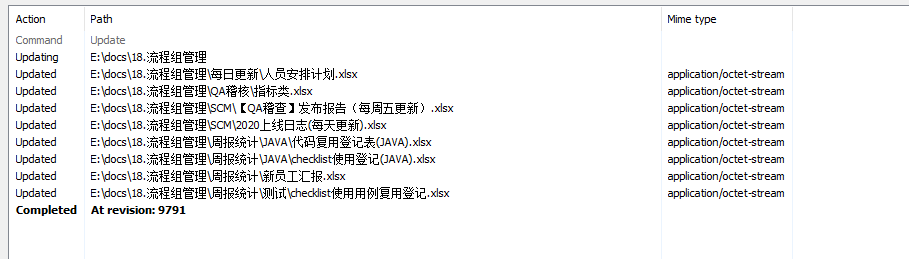 Action Path Mime type
Command Update
Updating E:\docs\18.流程组管理
Updated E:\docs\18.流程组管理\每日更新\人员安排计划.xlsx application/octet-stream
Updated E:\docs\18.流程组管理\QA稽核\指标类.xlsx application/octet-stream
Updated E:\docs\18.流程组管理\SCM\【QA稽查】发布报告（每周五更新）.xlsx application/octet-stream
Updated E:\docs\18.流程组管理\SCM\2020上线日志(每天更新).xlsx application/octet-stream
Updated E:\docs\18.流程组管理\周报统计\JAVA\代码复用登记表(JAVA).xlsx application/octet-stream
Updated E:\docs\18.流程组管理\周报统计\JAVA\checklist使用登记(JAVA).xlsx application/octet-stream
Updated E:\docs\18.流程组管理\周报统计\新员工汇报.xlsx application/octet-stream
Updated E:\docs\18.流程组管理\周报统计\测试\checklist使用用例复用登记.xlsx application/octet-stream
Completed At revision: 9791